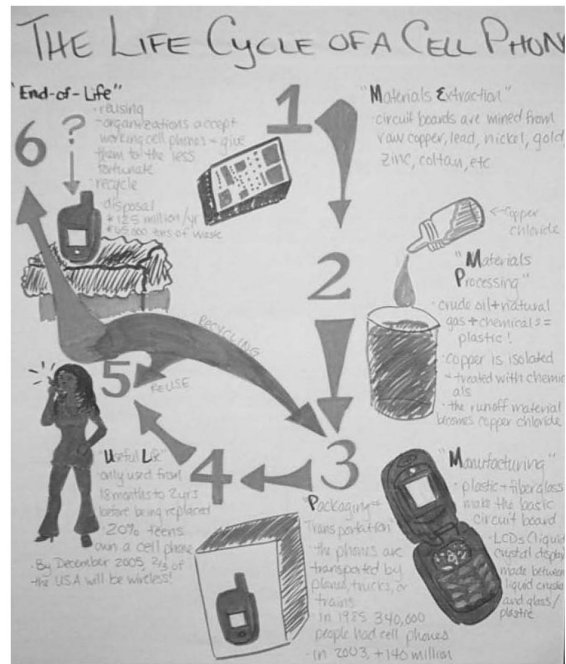 THE LIFE CYCLE OF A CELL PHONE
1
"Materials Extraction"
· circuit boards are mined from
raw copper, lead, nickel, gold,
zinc, coltan, etc
2
←copper
chloride
"Materials
Processing"
· crude oil + natural
gas + chemicals =
plastic!
· copper is isolated
- treated with chemic
als
· the runoff material
becomes copper chloride
3
"Manufacturing"
· plastic + fiberglass
make the basic
circuit board
· LCDs (liquid
crystal display
made between
liquid crystal
and glass/
plastic
4
"Packaging
Transportation
· the phones are
transported by
planes, trucks, or
trains
· in 1985 340,000
people had cell phones
· in 2003, +140 million
5
"Useful Life"
· only used from
18 months to 2 yrs
before being replaced
· 20% teens
own a cell phone
· By December 2005, 2/3 of
the USA will be wireless!
RECYCLING
REUSE
6
"End-of-Life"
?
· reusing
- organizations accept
working cell phones - give
them to the less
fortunate
· recycle
· disposal
* 125 million/yr
* 65,000 tns of waste